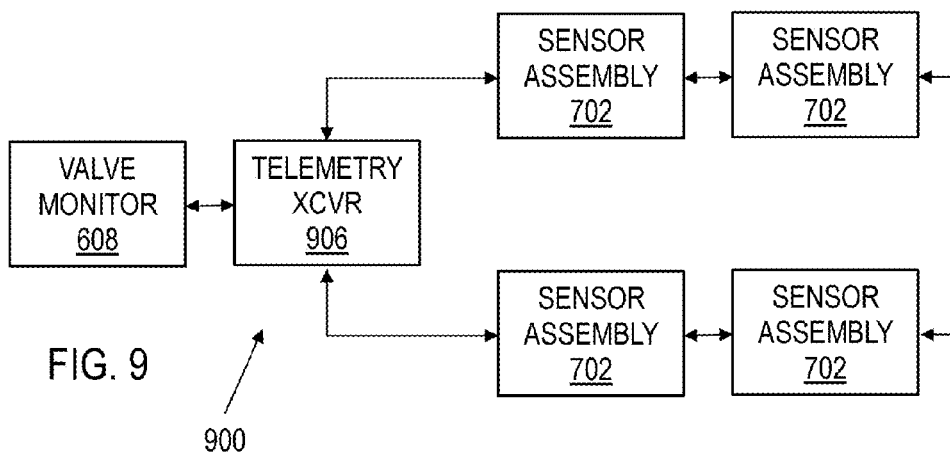 SENSOR
ASSEMBLY
702
SENSOR
ASSEMBLY
702
VALVE
MONITOR
608
TELEMETRY
XCVR
906
SENSOR
ASSEMBLY
702
SENSOR
ASSEMBLY
702
FIG. 9
900